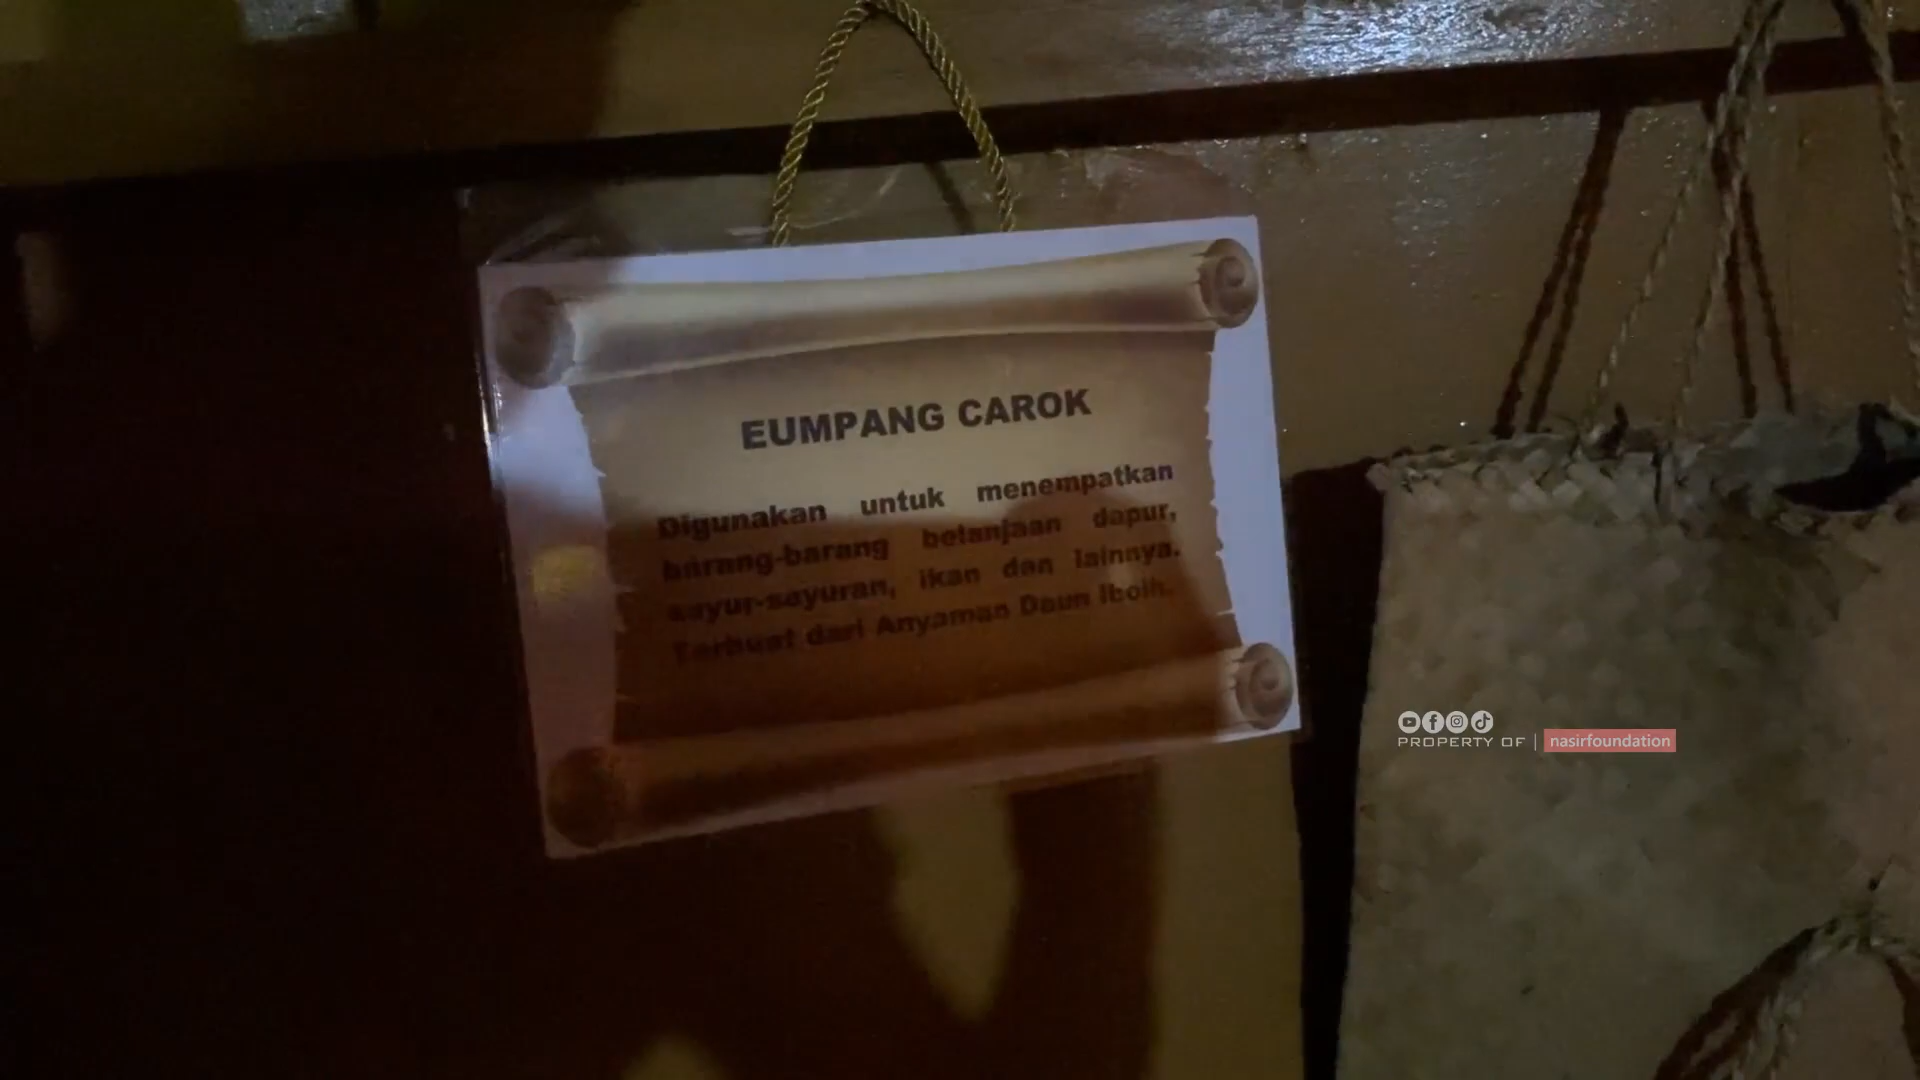 EUMPANG CAROK
Digunakan untuk menempatkan
barang-barang belanjaan dapur,
sayur-sayuran, ikan dan lainnya.
Terbuat dari Anyaman Daun Iboih.
PROPERTY OF | nasirfoundation